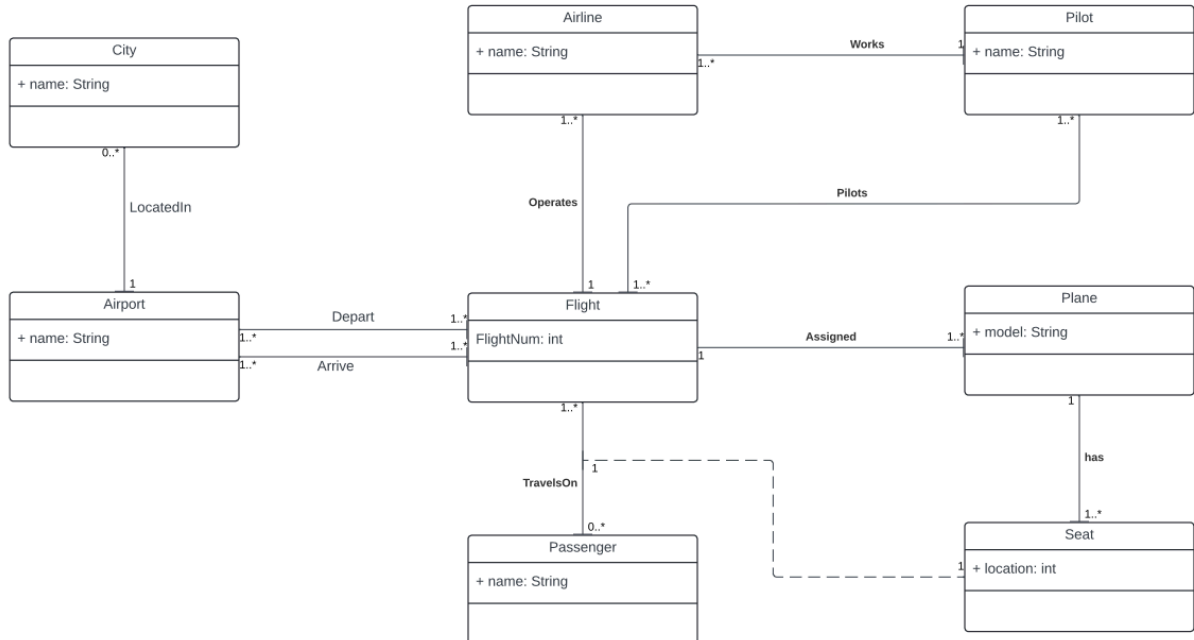 Airline
+ name: String
Pilot
+ name: String
City
+ name: String
Works
1..*
1
1..*
1..*
0..*
LocatedIn
Operates
Pilots
1
1
1..*
Airport
+ name: String
Depart
1..*
1..*
Arrive
1..*
1..*
Flight
FlightNum: int
Assigned
1
1..*
Plane
+ model: String
1..*
1
TravelsOn
1
has
0..*
1..*
Passenger
+ name: String
Seat
+ location: int
1